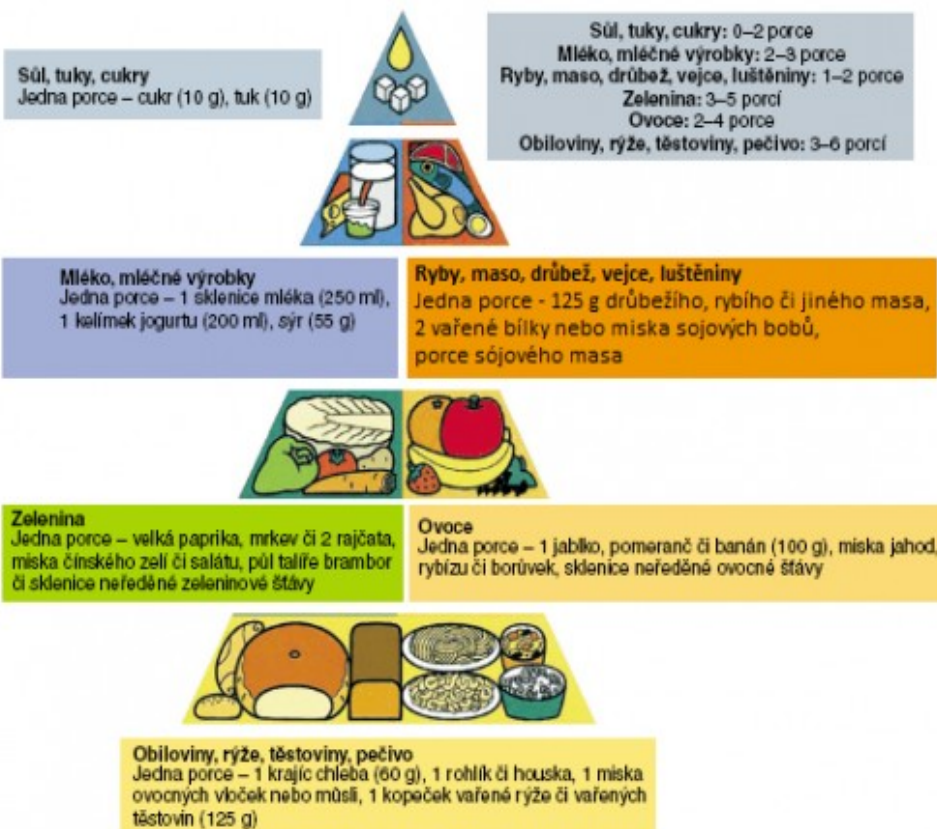 Sůl, tuky, cukry
Jedna porce – cukr (10 g), tuk (10 g)
Sůl, tuky, cukry: 0–2 porce
Mléko, mléčné výrobky: 2–3 porce
Ryby, maso, drůbež, vejce, luštěniny: 1–2 porce
Zelenina: 3–5 porcí
Ovoce: 2–4 porce
Obiloviny, rýže, těstoviny, pečivo: 3–6 porcí
Mléko, mléčné výrobky
Jedna porce – 1 sklenice mléka (250 ml),
1 kelímek jogurtu (200 ml), sýr (55 g)
Ryby, maso, drůbež, vejce, luštěniny
Jedna porce - 125 g drůbežího, rybího či jiného masa,
2 vařené bílky nebo miska sojových bobů,
porce sójového masa
Zelenina
Jedna porce – velká paprika, mrkev či 2 rajčata,
miska čínského zelí či salátu, půl talíře brambor
či sklenice neředěné zeleninové šťávy
Ovoce
Jedna porce – 1 jablko, pomeranč či banán (100 g), miska jahod,
rybízu či borůvek, sklenice neředěné ovocné šťávy
Obiloviny, rýže, těstoviny, pečivo
Jedna porce – 1 krajíc chleba (60 g), 1 rohlík či houska, 1 miska
ovocných vloček nebo műsli, 1 kopeček vařené rýže či vařených
těstovin (125 g)